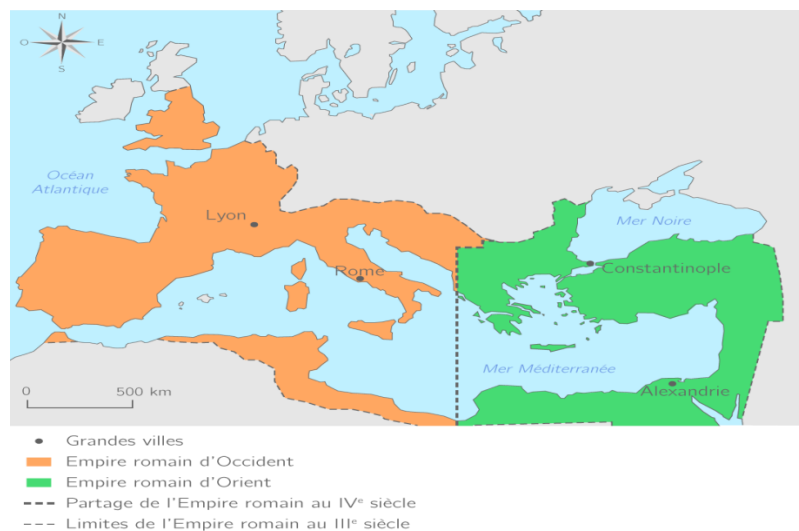 N
O E
S
Océan
Atlantique
Mer Noire
Lyon
Rome
Constantinople
Mer Méditerranée
Alexandrie
0 500 km
Grandes villes
Empire romain d'Occident
Empire romain d'Orient
Partage de l'Empire romain au IVᵉ siècle
Limites de l'Empire romain au IIIᵉ siècle